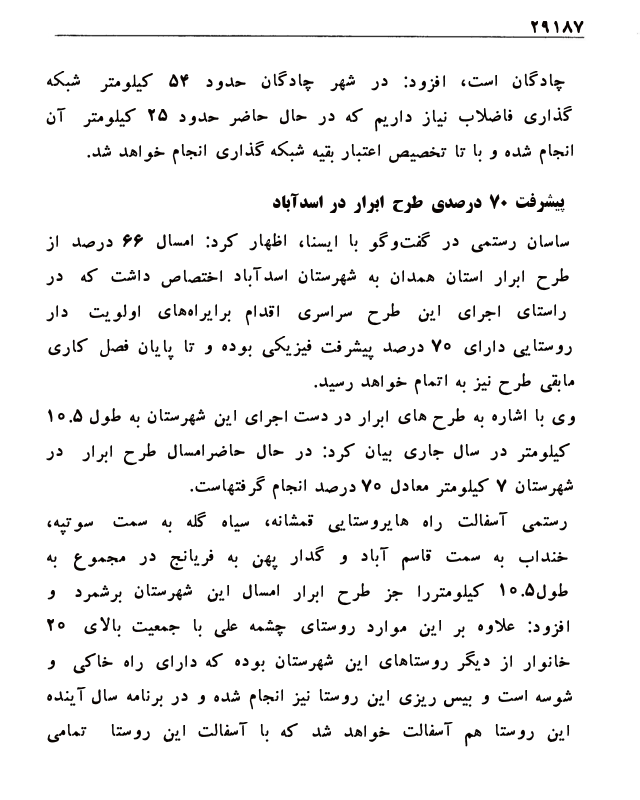 ۲۹۱۸۷
چادگان است، افزود: در شهر چادگان حدود ۵۴ کیلومتر شبکه
گذاری فاضلاب نیاز داریم که در حال حاضر حدود ۲۵ کیلومتر آن
انجام شده و با تا تخصیص اعتبار بقیه شبکه گذاری انجام خواهد شد.
پیشرفت ۷۰ درصدی طرح ابرار در اسدآباد
ساسان رستمی در گفت‌وگو با ایسنا، اظهار کرد: امسال ۶۶ درصد از
طرح ابرار استان همدان به شهرستان اسدآباد اختصاص داشت که در
راستای اجرای این طرح سراسری اقدام برایراه‌های اولویت دار
روستایی دارای ۷۰ درصد پیشرفت فیزیکی بوده و تا پایان فصل کاری
مابقی طرح نیز به اتمام خواهد رسید.
وی با اشاره به طرح های ابرار در دست اجرای این شهرستان به طول ۱۰.۵
کیلومتر در سال جاری بیان کرد: در حال حاضرامسال طرح ابرار در
شهرستان ۷ کیلومتر معادل ۷۰ درصد انجام گرفتهاست.
رستمی آسفالت راه هایروستایی قمشانه، سیاه گله به سمت سوتپه،
خنداب به سمت قاسم آباد و گدار پهن به فریانج در مجموع به
طول۱۰.۵ کیلومتررا جز طرح ابرار امسال این شهرستان برشمرد و
افزود: علاوه بر این موارد روستای چشمه علی با جمعیت بالای ۲۰
خانوار از دیگر روستاهای این شهرستان بوده که دارای راه خاکی و
شوسه است و بیس ریزی این روستا نیز انجام شده و در برنامه سال آینده
این روستا هم آسفالت خواهد شد که با آسفالت این روستا تمامی